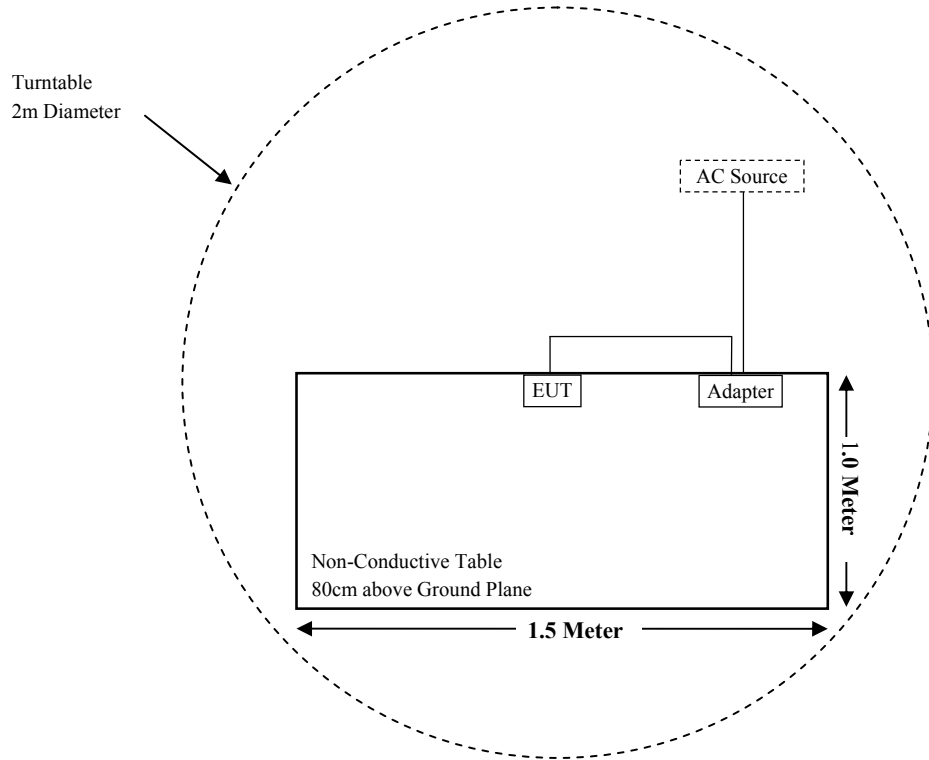 Turntable
2m Diameter
AC Source
EUT
Adapter
1.0 Meter
Non-Conductive Table
80cm above Ground Plane
1.5 Meter